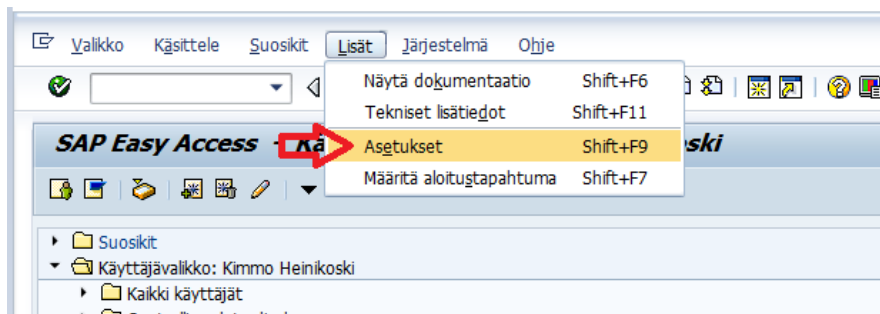 Valikko Käsittele Suosikit Lisät Järjestelmä Ohje
Näytä dokumentaatio Shift+F6
Tekniset lisätiedot Shift+F11
SAP Easy Access - Kä ski
Asetukset Shift+F9
Määritä aloitustapahtuma Shift+F7
Suosikit
Käyttäjävalikko: Kimmo Heinikoski
Kaikki käyttäjät